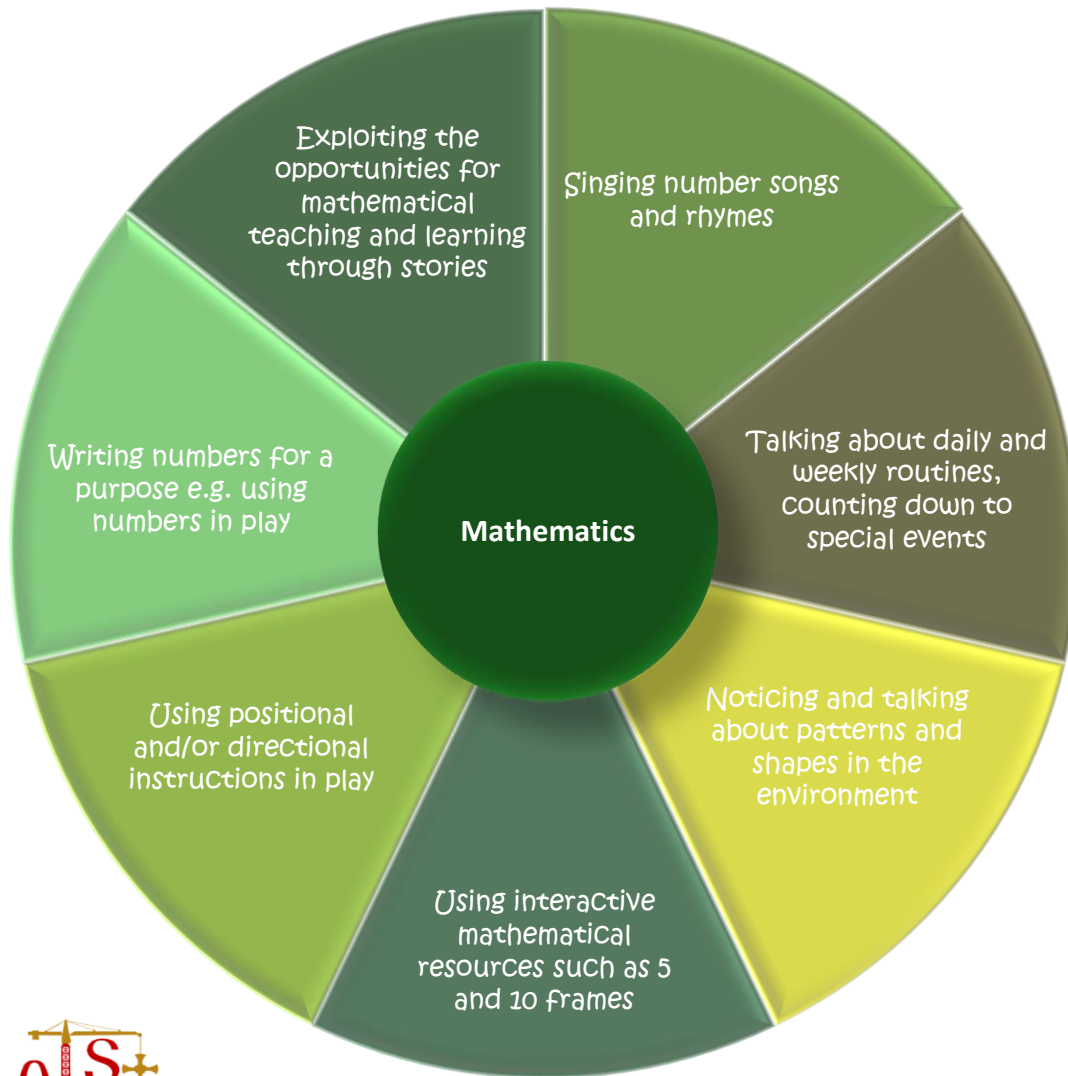 Exploiting the
opportunities for
mathematical
teaching and learning
through stories
Singing number songs
and rhymes
Talking about daily and
weekly routines,
counting down to
special events
Noticing and talking
about patterns and
shapes in the
environment
Using interactive
mathematical
resources such as 5
and 10 frames
Using positional
and/or directional
instructions in play
Writing numbers for a
purpose e.g. using
numbers in play
Mathematics